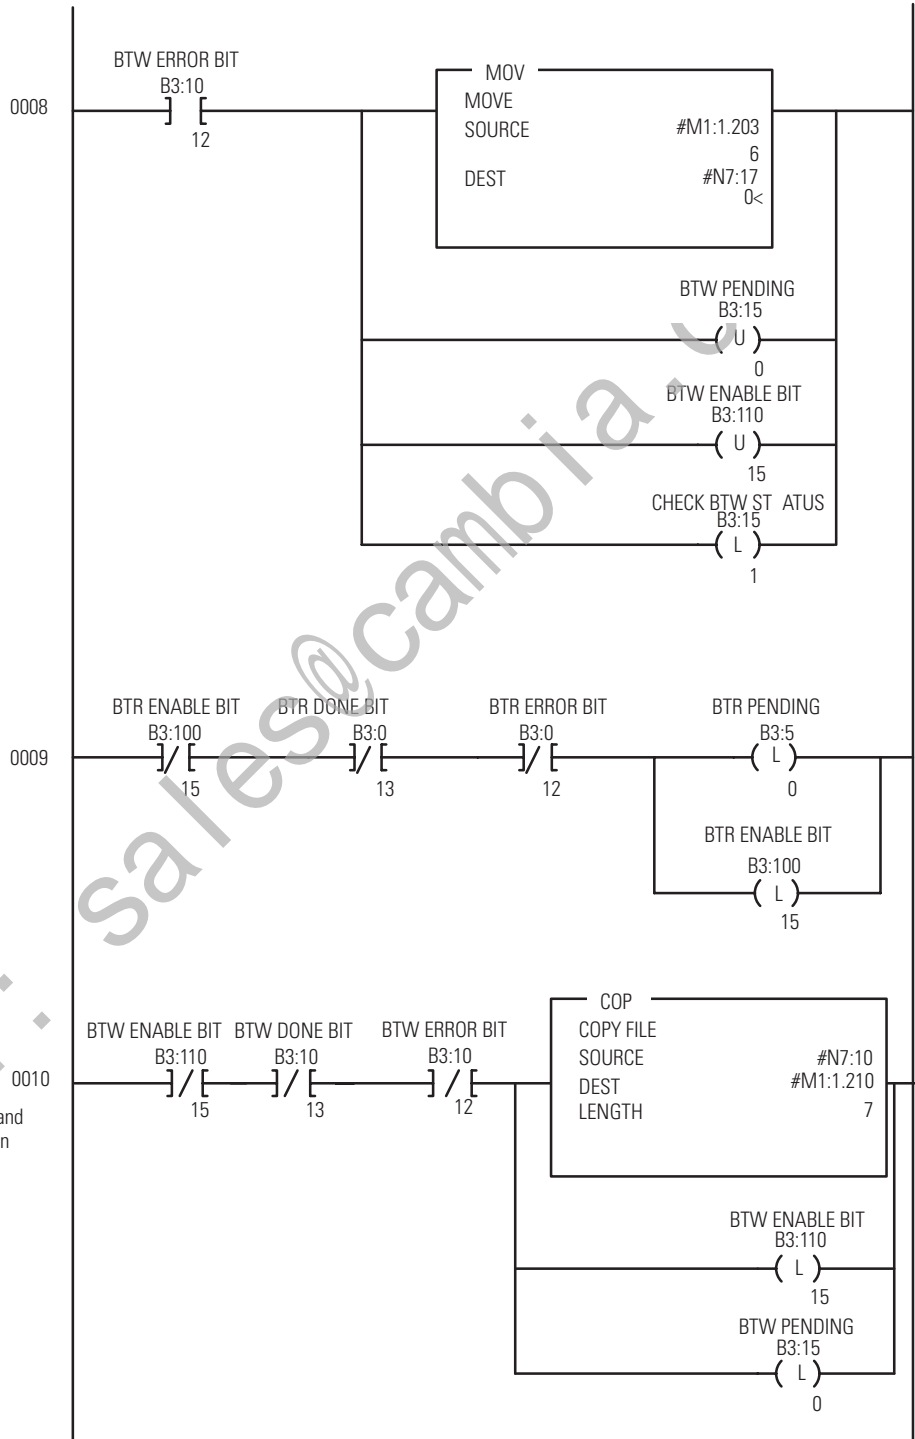 BTW ERROR BIT
B3:10
12
0008
MOV
MOVE
SOURCE #M1:1.203
6
DEST #N7:17
0<
BTW PENDING
B3:15
U
0
BTW ENABLE BIT
B3:110
U
15
CHECK BTW ST ATUS
B3:15
L
1
0009
BTR ENABLE BIT BTR DONE BIT BTR ERROR BIT BTR PENDING
B3:100 B3:0 B3:0 B3:5
L
15 13 12 0
BTR ENABLE BIT
B3:100
L
15
0010
BTW ENABLE BIT BTW DONE BIT BTW ERROR BIT
B3:110 B3:10 B3:10
15 13 12
COP
COPY FILE
SOURCE #N7:10
DEST #M1:1.210
LENGTH 7
and
n
BTW ENABLE BIT
B3:110
L
15
BTW PENDING
B3:15
L
0
: sales@cambia.